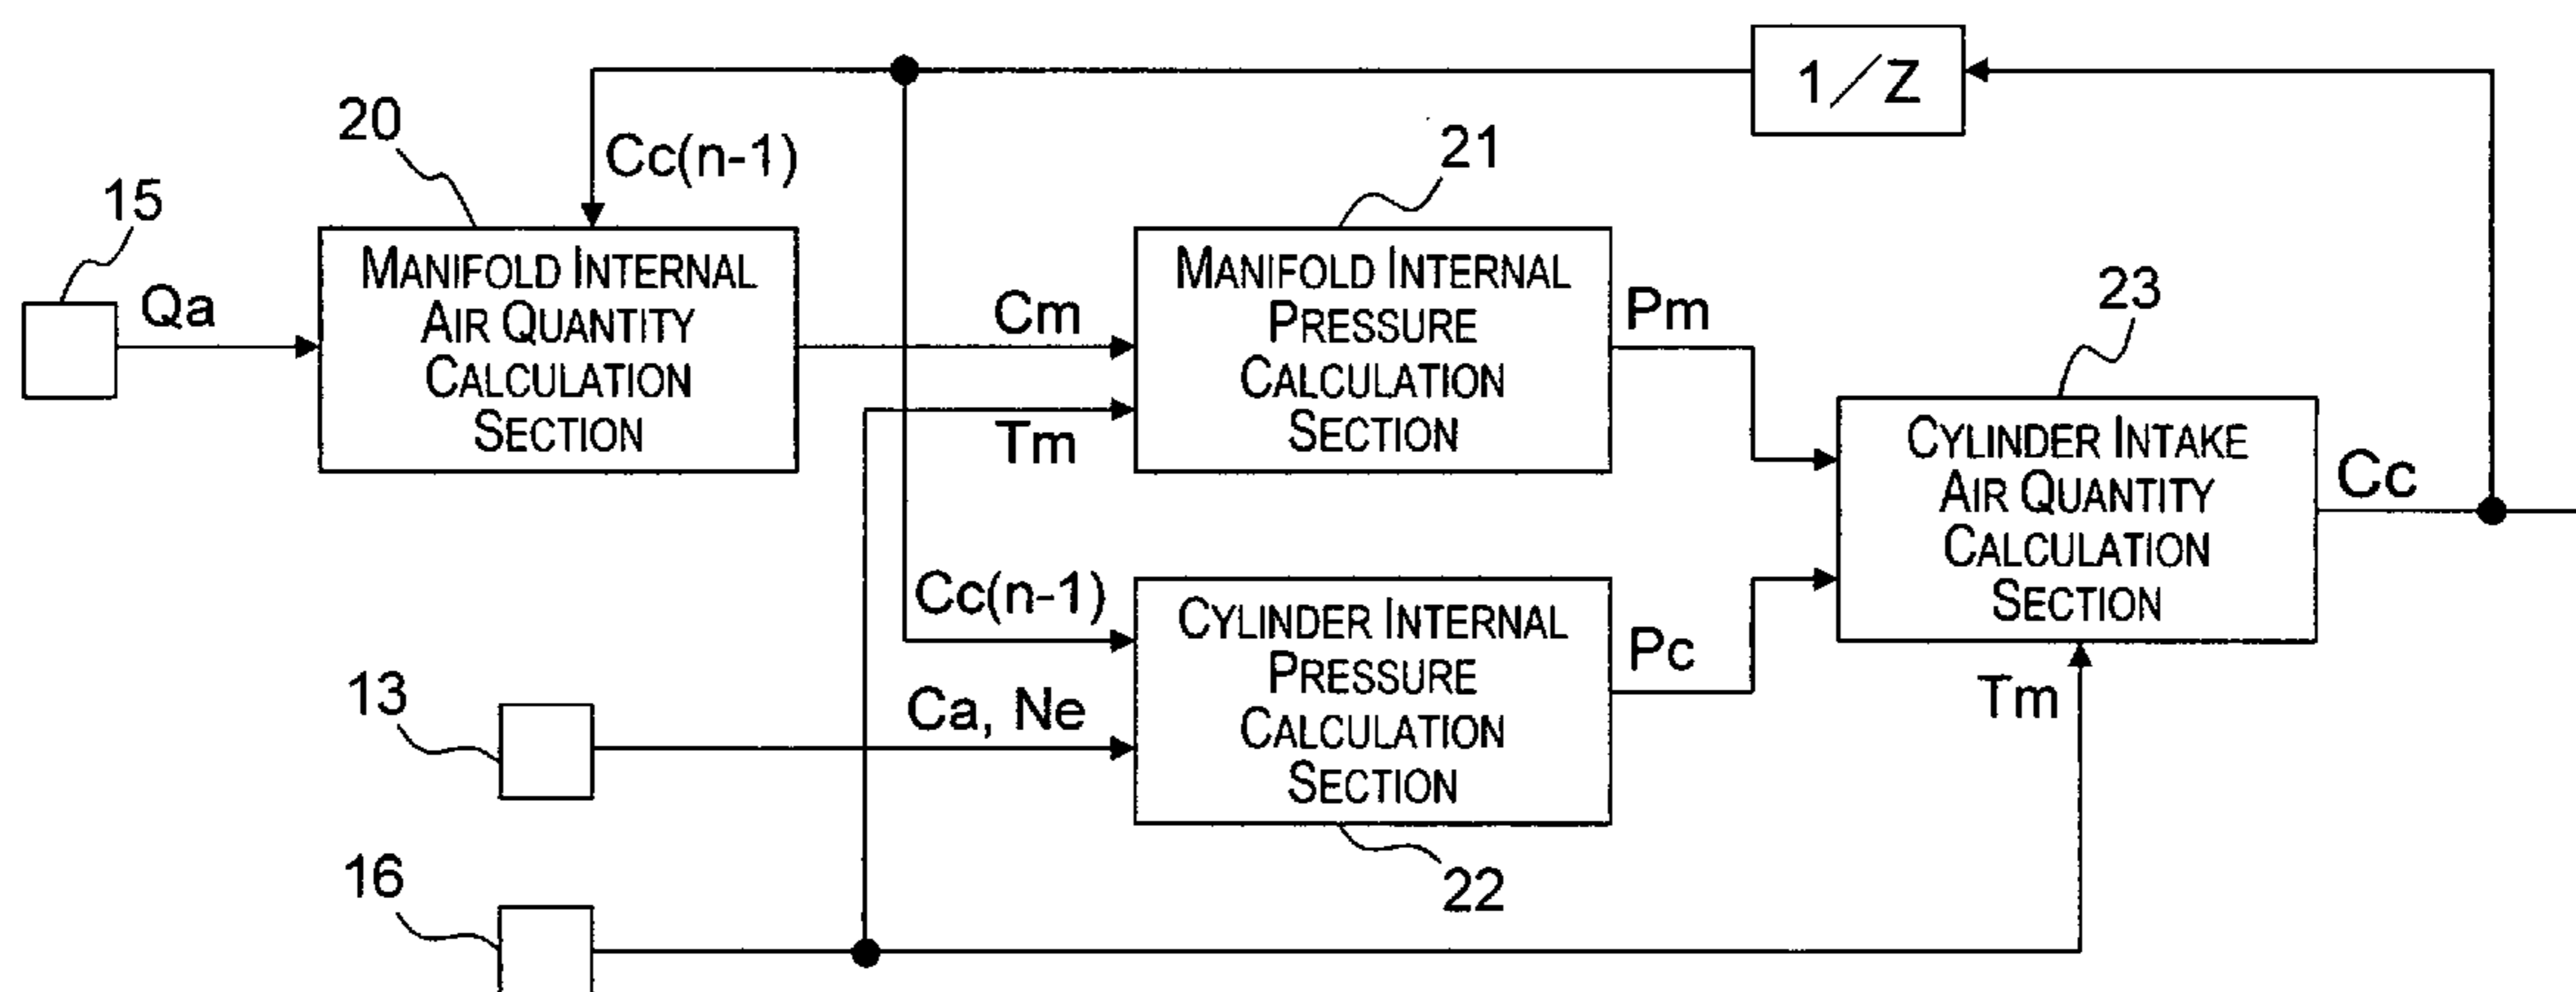 1/Z
20
Cc(n-1)
21
15
Qa
MANIFOLD INTERNAL
AIR QUANTITY
CALCULATION
SECTION
Cm
Tm
MANIFOLD INTERNAL
PRESSURE
CALCULATION
SECTION
Pm
23
CYLINDER INTAKE
AIR QUANTITY
CALCULATION
SECTION
Cc
Cc(n-1)
CYLINDER INTERNAL
PRESSURE
CALCULATION
SECTION
Pc
Tm
13
Ca, Ne
16
22